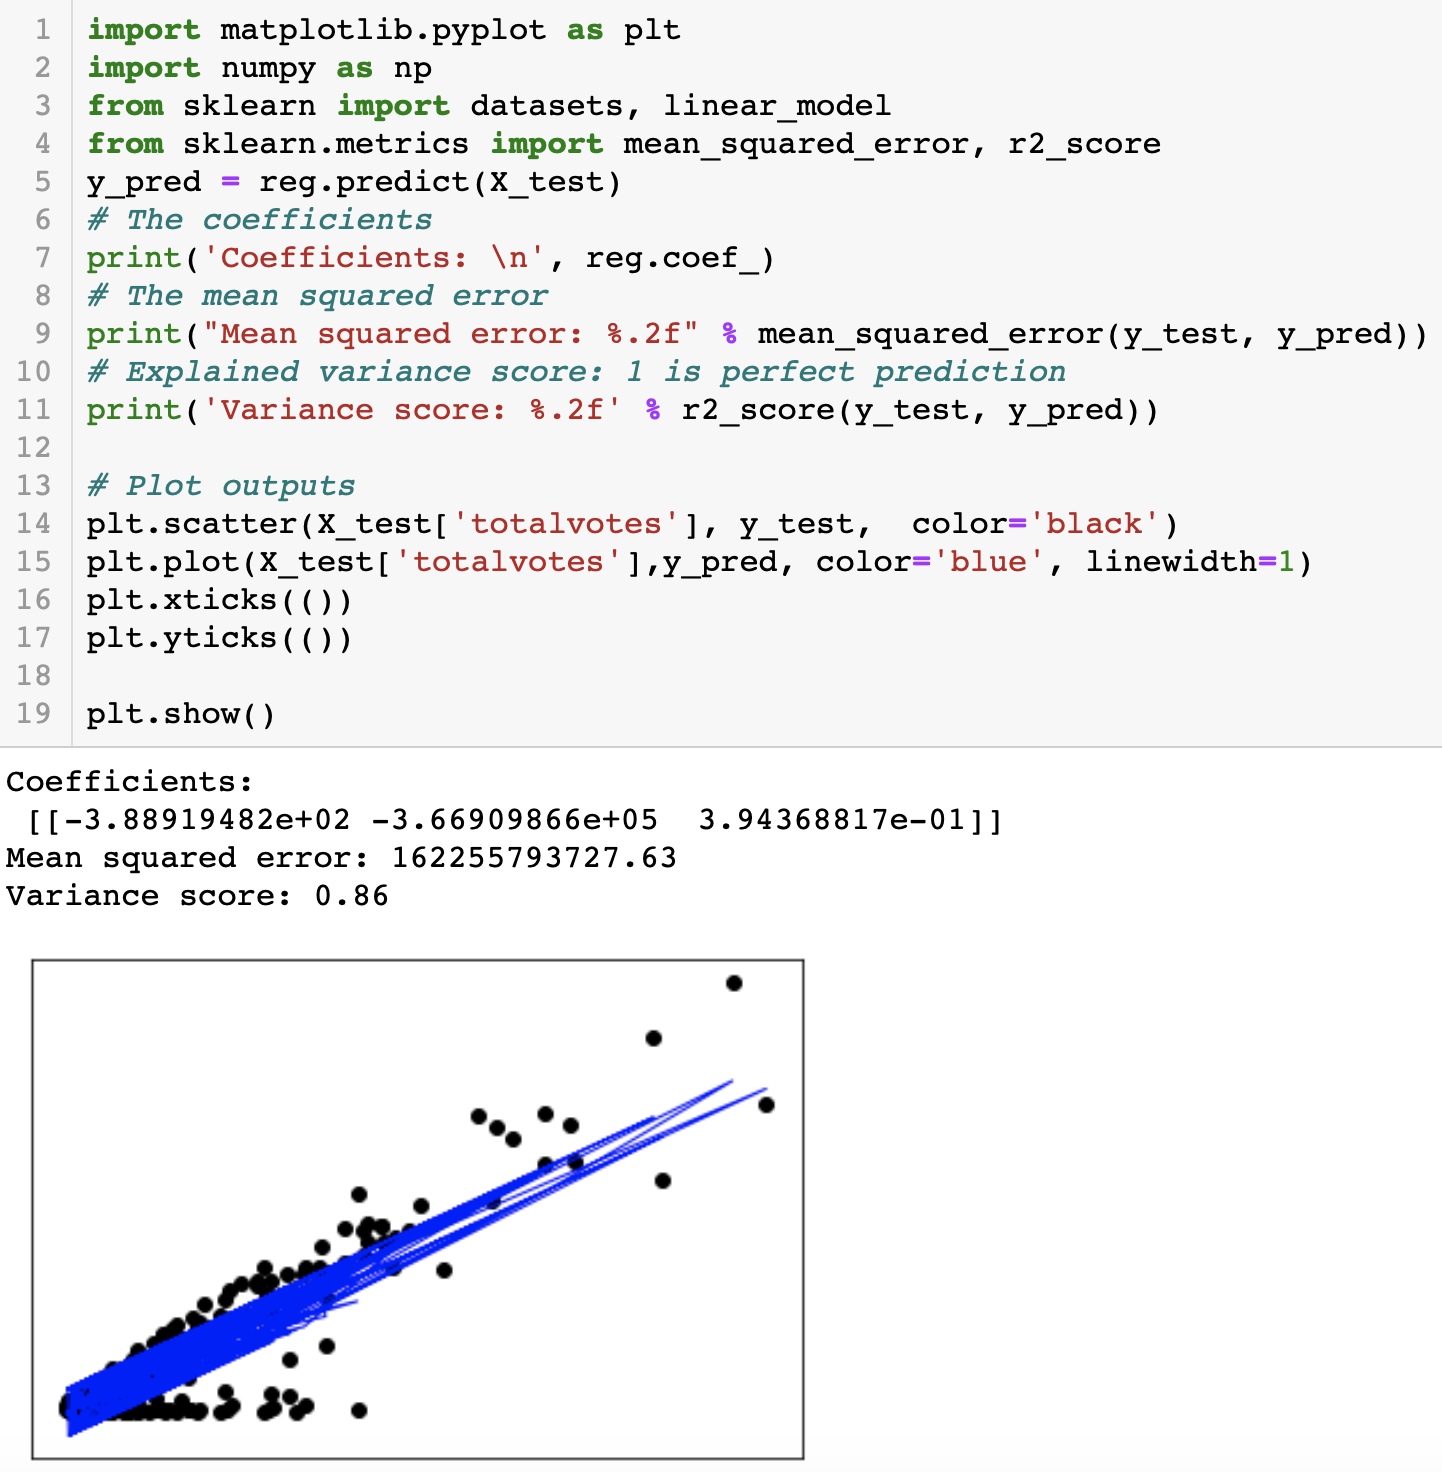 1 import matplotlib.pyplot as plt
2 import numpy as np
3 from sklearn import datasets, linear_model
4 from sklearn.metrics import mean_squared_error, r2_score
5 y_pred = reg.predict(X_test)
6 # The coefficients
7 print('Coefficients: \n', reg.coef_)
8 # The mean squared error
9 print("Mean squared error: %.2f" % mean_squared_error(y_test, y_pred))
10 # Explained variance score: 1 is perfect prediction
11 print('Variance score: %.2f' % r2_score(y_test, y_pred))
12
13 # Plot outputs
14 plt.scatter(X_test['totalvotes'], y_test,  color='black')
15 plt.plot(X_test['totalvotes'],y_pred, color='blue', linewidth=1)
16 plt.xticks(())
17 plt.yticks(())
18
19 plt.show()
Coefficients:
 [[-3.88919482e+02 -3.66909866e+05  3.94368817e-01]]
Mean squared error: 162255793727.63
Variance score: 0.86